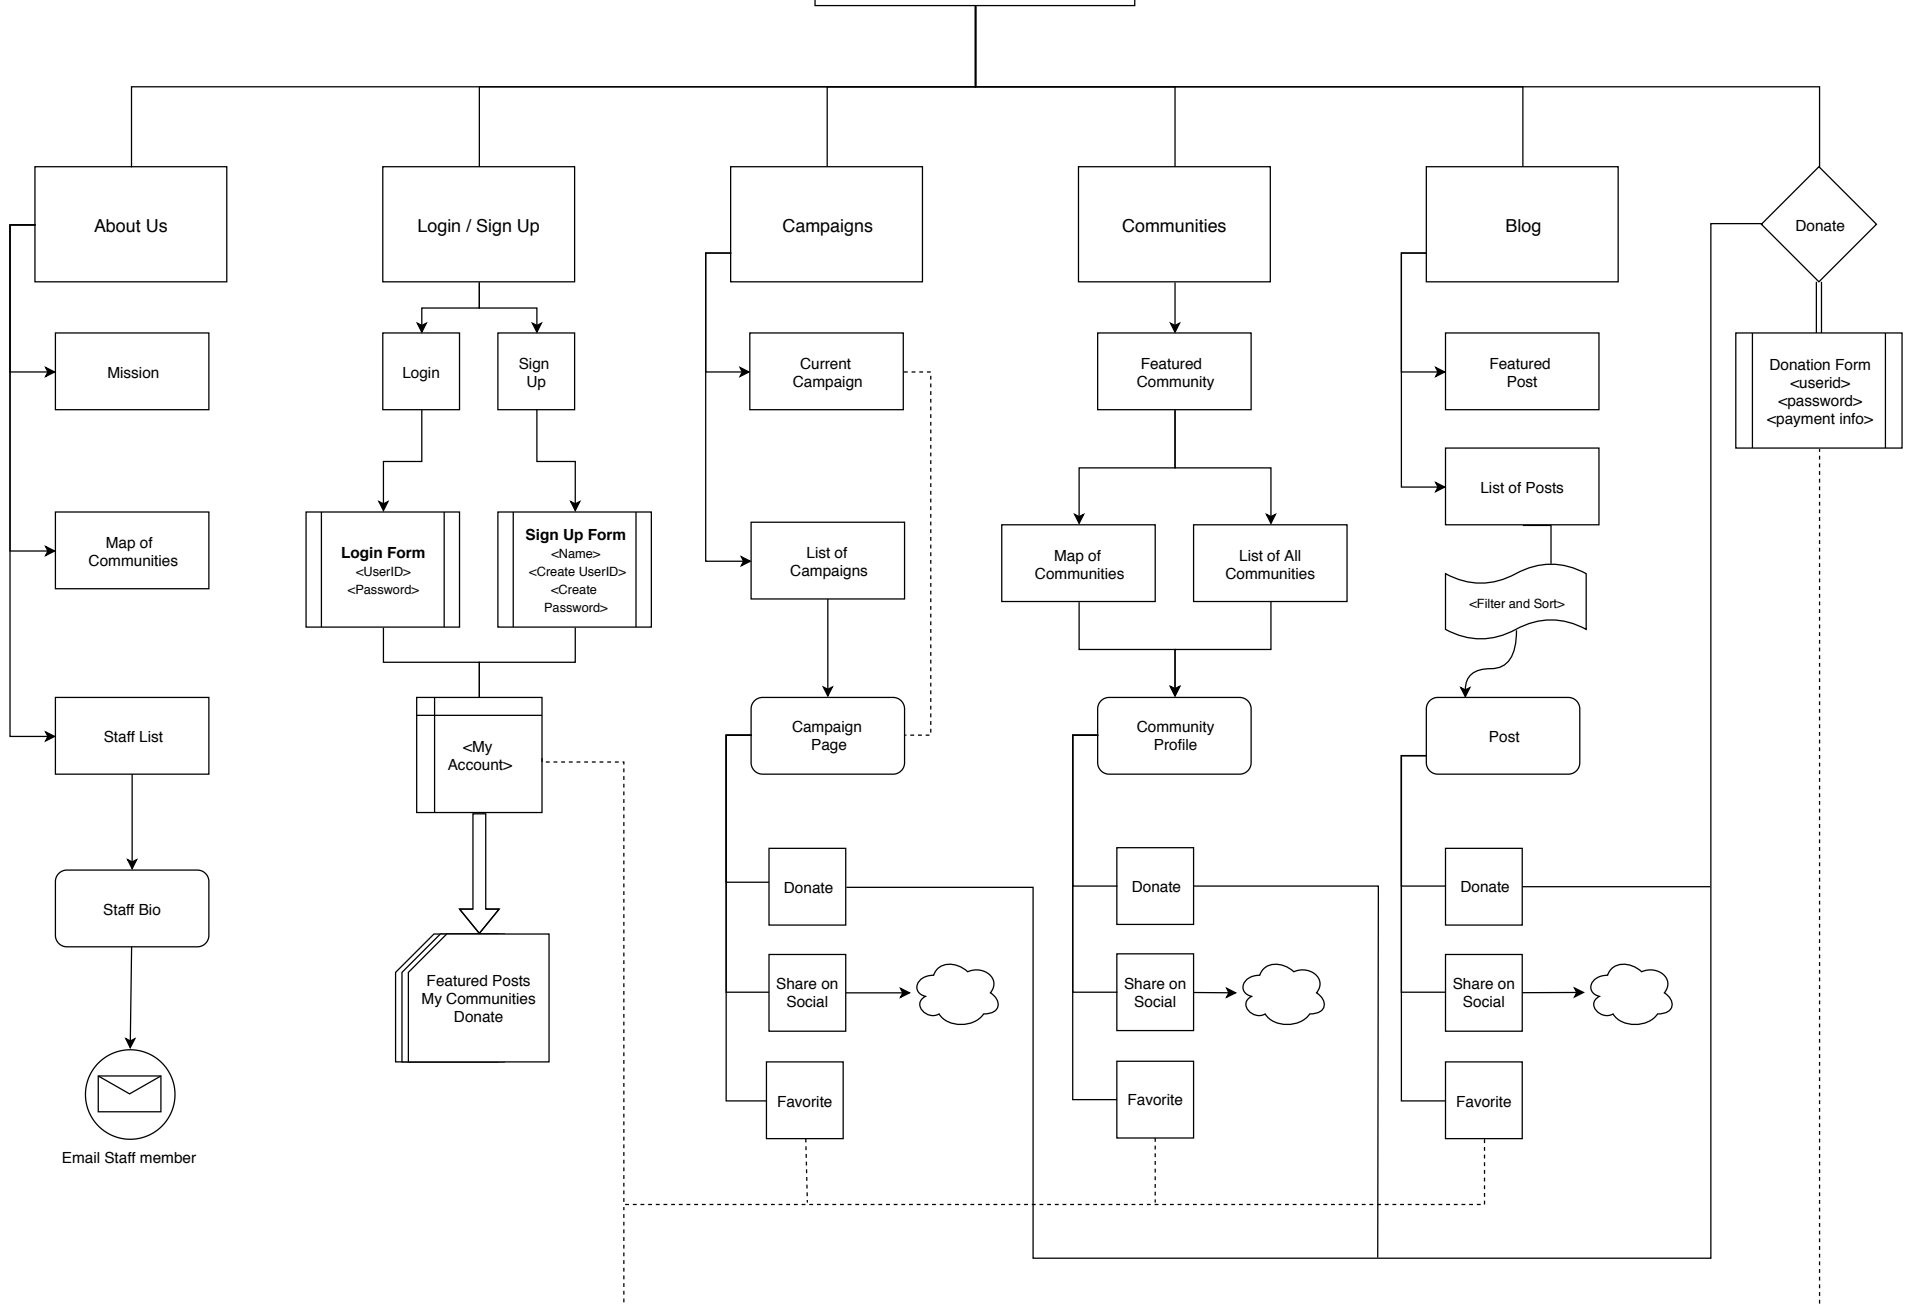 About Us
Login / Sign Up
Campaigns
Communities
Blog
Donate
Mission
Login
Sign
Up
Current
Campaign
Featured
Community
Featured
Post
Donation Form
<userid>
<password>
<payment info>
List of Posts
Map of
Communities
Login Form
<UserID>
<Password>
Sign Up Form
<Name>
<Create UserID>
<Create
Password>
List of
Campaigns
Map of
Communities
List of All
Communities
<Filter and Sort>
Staff List
<My
Account>
Campaign
Page
Community
Profile
Post
Staff Bio
Donate
Donate
Donate
Featured Posts
My Communities
Donate
Share on
Social
Share on
Social
Share on
Social
Favorite
Favorite
Favorite
Email Staff member